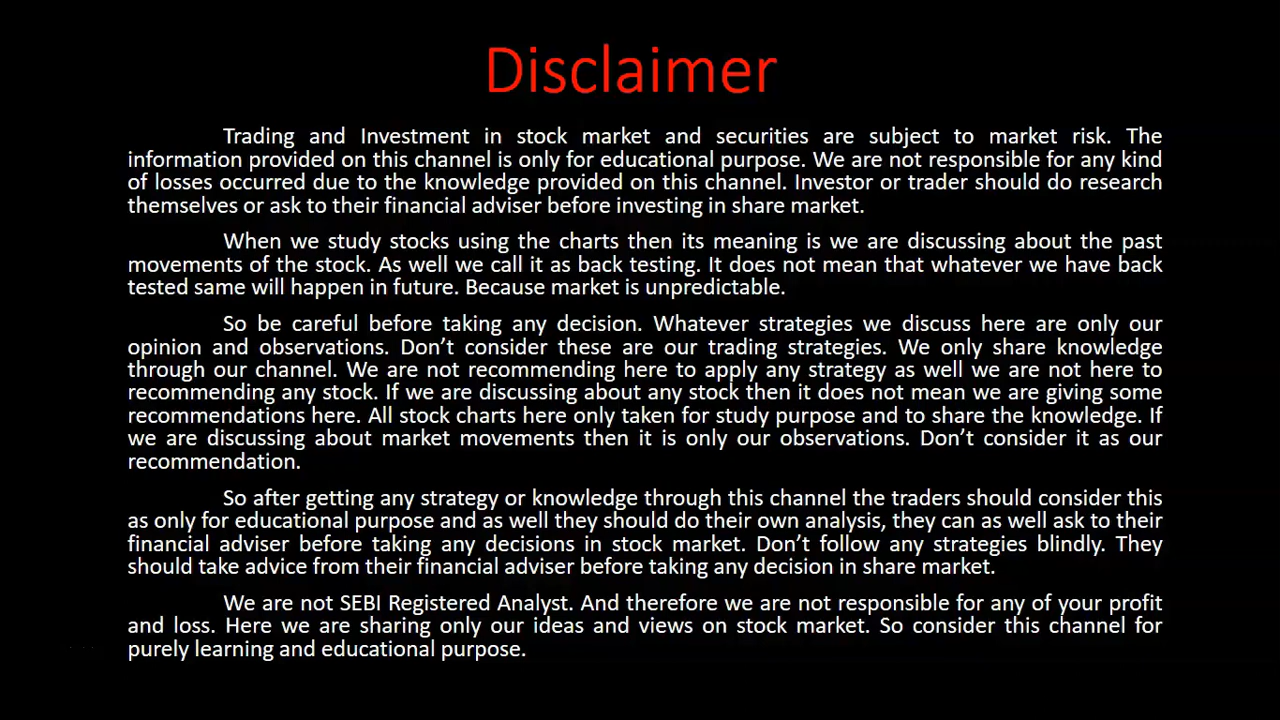 Disclaimer
Trading and Investment in stock market and securities are subject to market risk. The
information provided on this channel is only for educational purpose. We are not responsible for any kind
of losses occurred due to the knowledge provided on this channel. Investor or trader should do research
themselves or ask to their financial adviser before investing in share market.
When we study stocks using the charts then its meaning is we are discussing about the past
movements of the stock. As well we call it as back testing. It does not mean that whatever we have back
tested same will happen in future. Because market is unpredictable.
So be careful before taking any decision. Whatever strategies we discuss here are only our
opinion and observations. Don’t consider these are our trading strategies. We only share knowledge
through our channel. We are not recommending here to apply any strategy as well we are not here to
recommending any stock. If we are discussing about any stock then it does not mean we are giving some
recommendations here. All stock charts here only taken for study purpose and to share the knowledge. If
we are discussing about market movements then it is only our observations. Don’t consider it as our
recommendation.
So after getting any strategy or knowledge through this channel the traders should consider this
as only for educational purpose and as well they should do their own analysis, they can as well ask to their
financial adviser before taking any decisions in stock market. Don’t follow any strategies blindly. They
should take advice from their financial adviser before taking any decision in share market.
We are not SEBI Registered Analyst. And therefore we are not responsible for any of your profit
and loss. Here we are sharing only our ideas and views on stock market. So consider this channel for
purely learning and educational purpose.